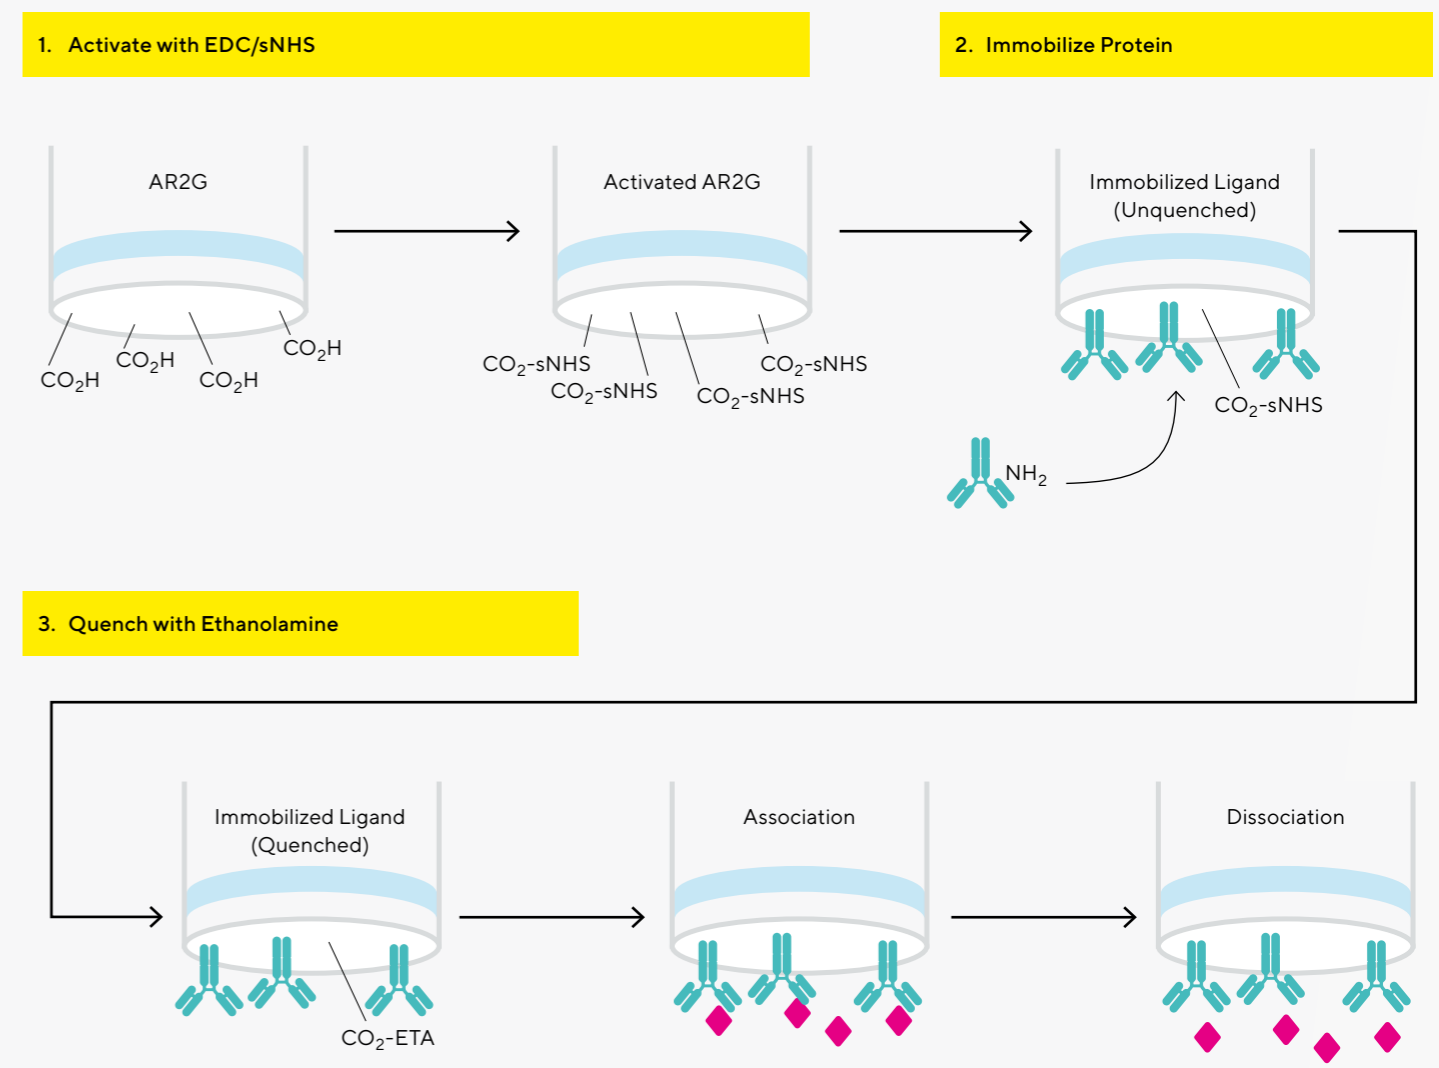 1. Activate with EDC/sNHS
2. Immobilize Protein
AR2G
Activated AR2G
Immobilized Ligand
(Unquenched)
CO₂H
CO₂H
CO₂H
CO₂H
CO₂-sNHS
CO₂-sNHS
CO₂-sNHS
CO₂-sNHS
CO₂-sNHS
NH₂
3. Quench with Ethanolamine
Immobilized Ligand
(Quenched)
Association
Dissociation
CO₂-ETA